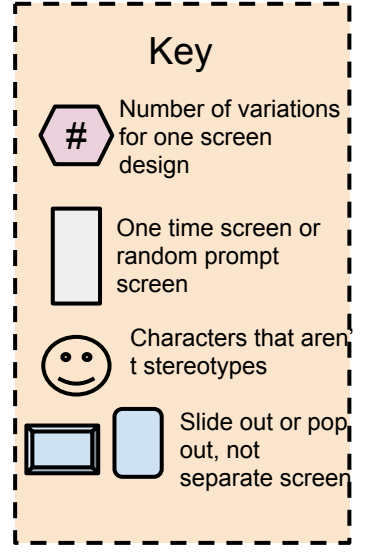 Key
#
Number of variations
for one screen
design
One time screen or
random prompt
screen
Characters that aren'
t stereotypes
Slide out or pop
out, not
separate screen